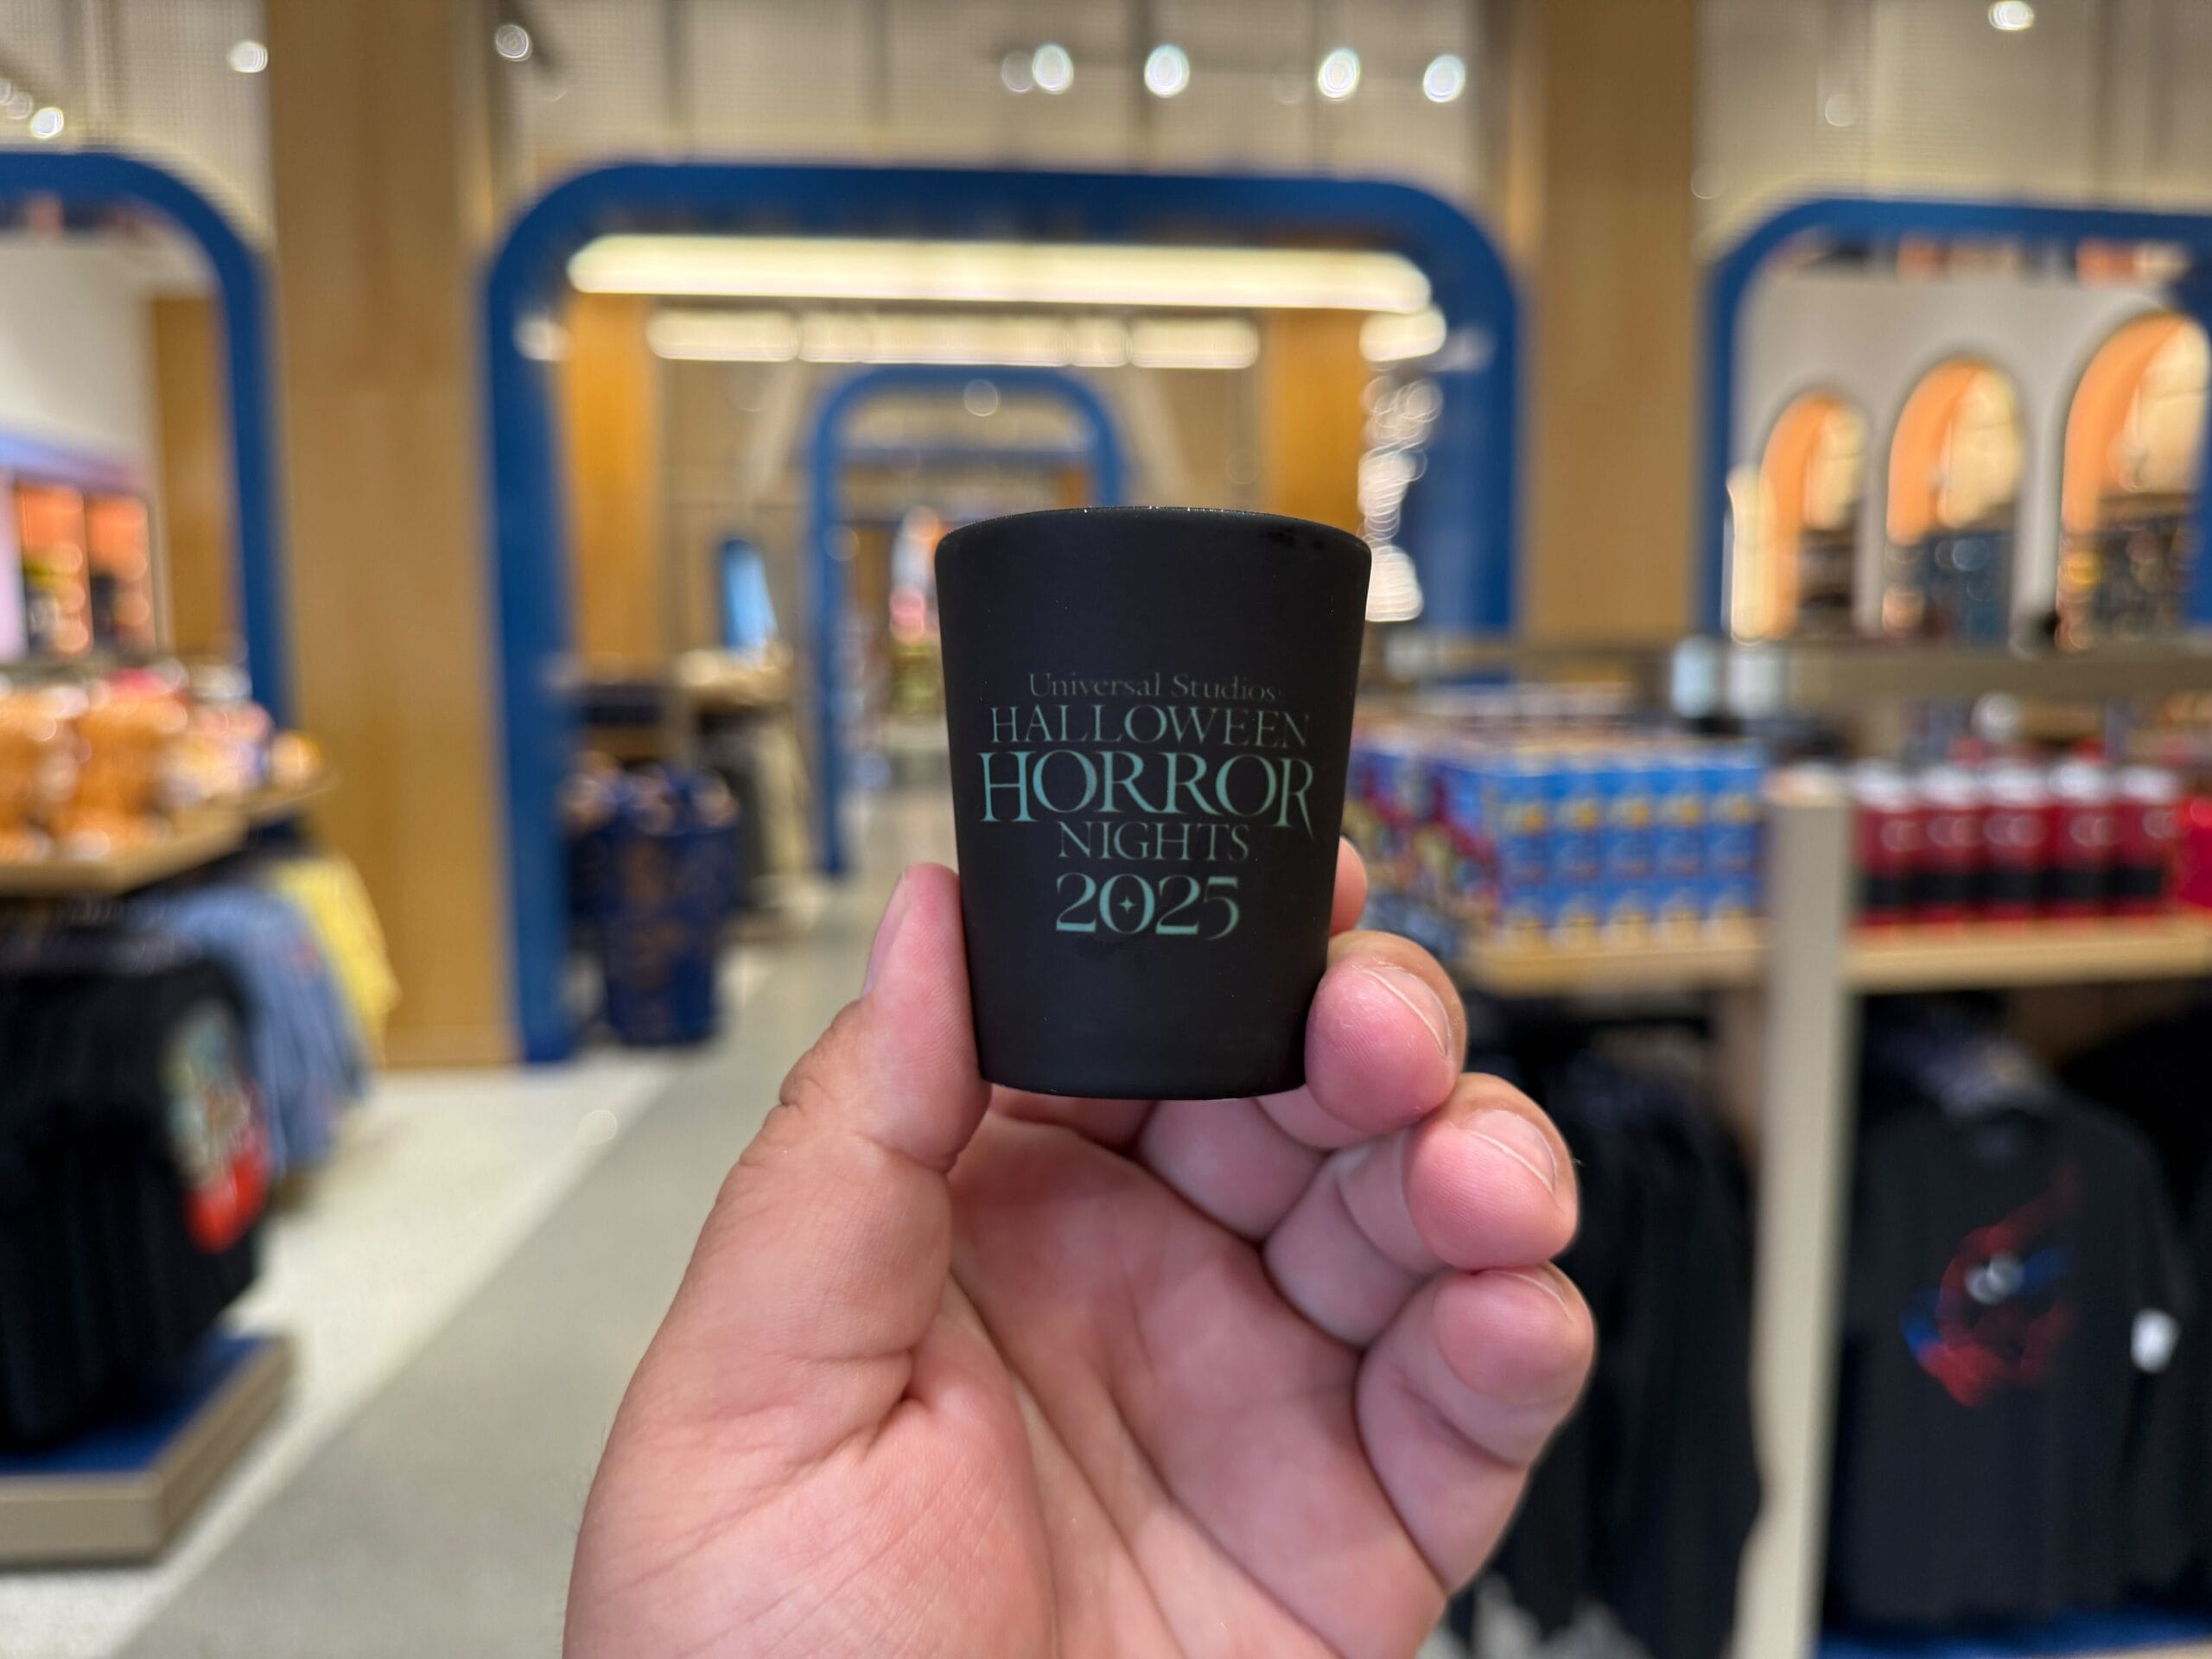 Universal Studios
HALLOWEEN
HORROR
NIGHTS
2025